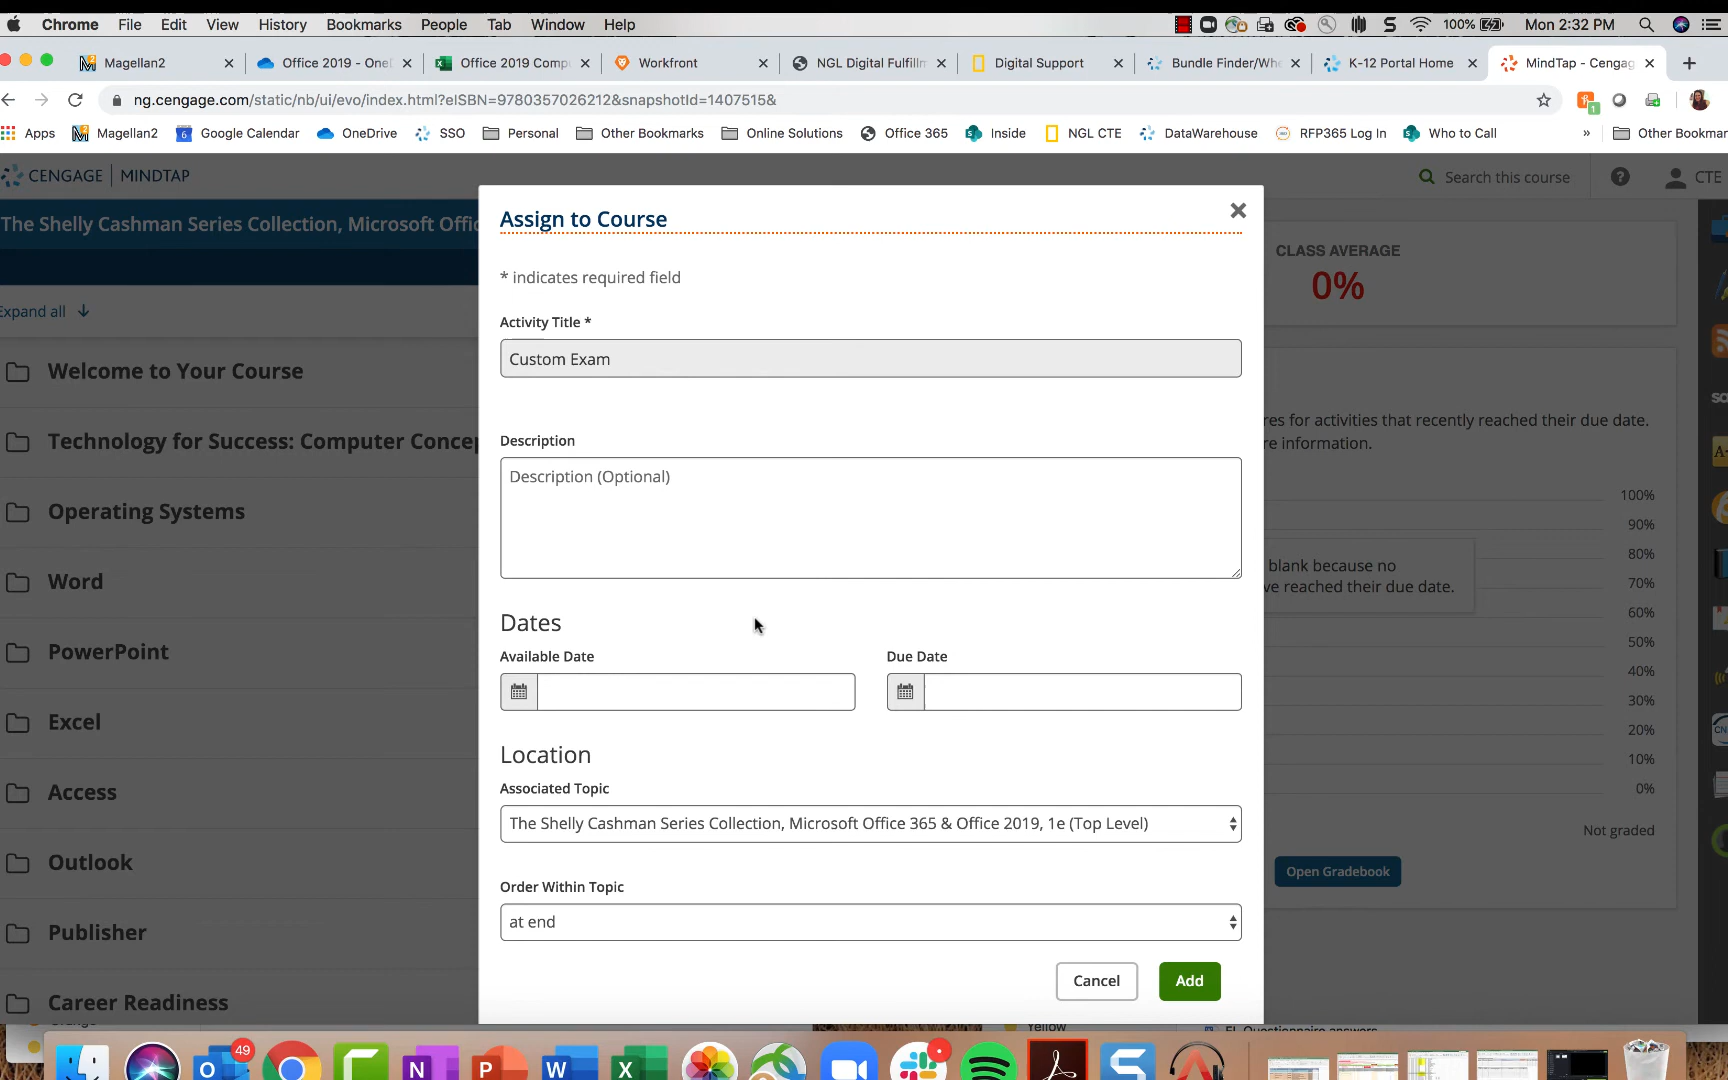 Chrome File Edit View History Bookmarks People Tab Window Help 100% Mon 2:32 PM
Magellan2 Office 2019 - OneD Office 2019 Compu Workfront NGL Digital Fulfillm Digital Support Bundle Finder/Whe K-12 Portal Home MindTap - Cengag
ng.cengage.com/static/nb/ui/evo/index.html?eISBN=9780357026212&snapshotId=1407515&
Apps Magellan2 Google Calendar OneDrive SSO Personal Other Bookmarks Online Solutions Office 365 Inside NGL CTE DataWarehouse RFP365 Log In Who to Call » Other Bookmar
CENGAGE MINDTAP
Search this course
CTE
The Shelly Cashman Series Collection, Microsoft Offic
Expand all
Welcome to Your Course
Technology for Success: Computer Concep
Operating Systems
Word
PowerPoint
Excel
Access
Outlook
Publisher
Career Readiness
Assign to Course
* indicates required field
Activity Title *
Custom Exam
Description
Description (Optional)
Dates
Available Date
Due Date
Location
Associated Topic
The Shelly Cashman Series Collection, Microsoft Office 365 & Office 2019, 1e (Top Level)
Order Within Topic
at end
Cancel
Add
CLASS AVERAGE
0%
res for activities that recently reached their due date.
re information.
100%
90%
80%
70%
60%
50%
40%
30%
20%
10%
0%
blank because no
ve reached their due date.
Not graded
Open Gradebook
Orange
Yellow
EL Questionnaire answers
49